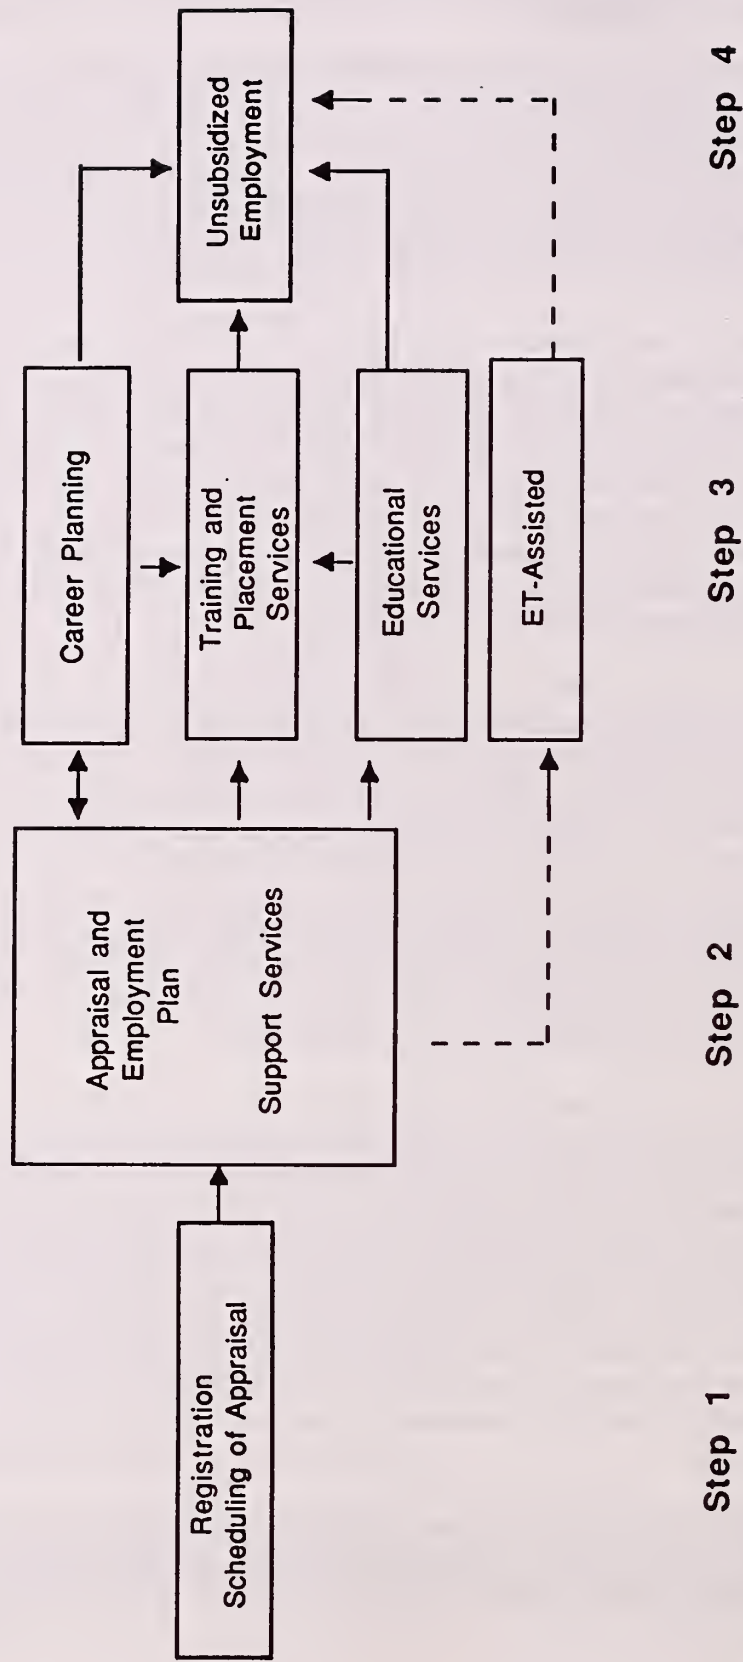 Registration
Scheduling of Appraisal
Appraisal and
Employment
Plan
Support Services
Career Planning
Training and
Placement
Services
Educational
Services
ET-Assisted
Unsubsidized
Employment
Step 1
Step 2
Step 3
Step 4